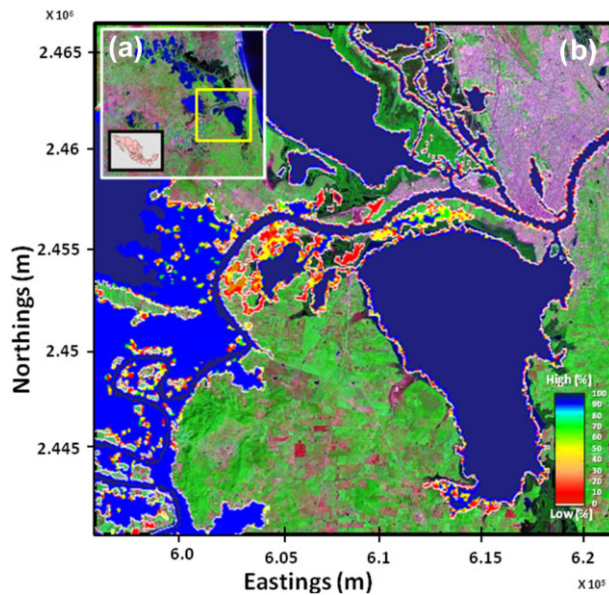 X10⁶
(a)
(b)
2.465
2.46
2.455
2.45
2.445
Northings (m)
High (%)
100
90
80
70
60
50
40
30
20
10
0
Low (%)
6.0
6.05
6.1
6.15
6.2
Eastings (m)
X 10⁵